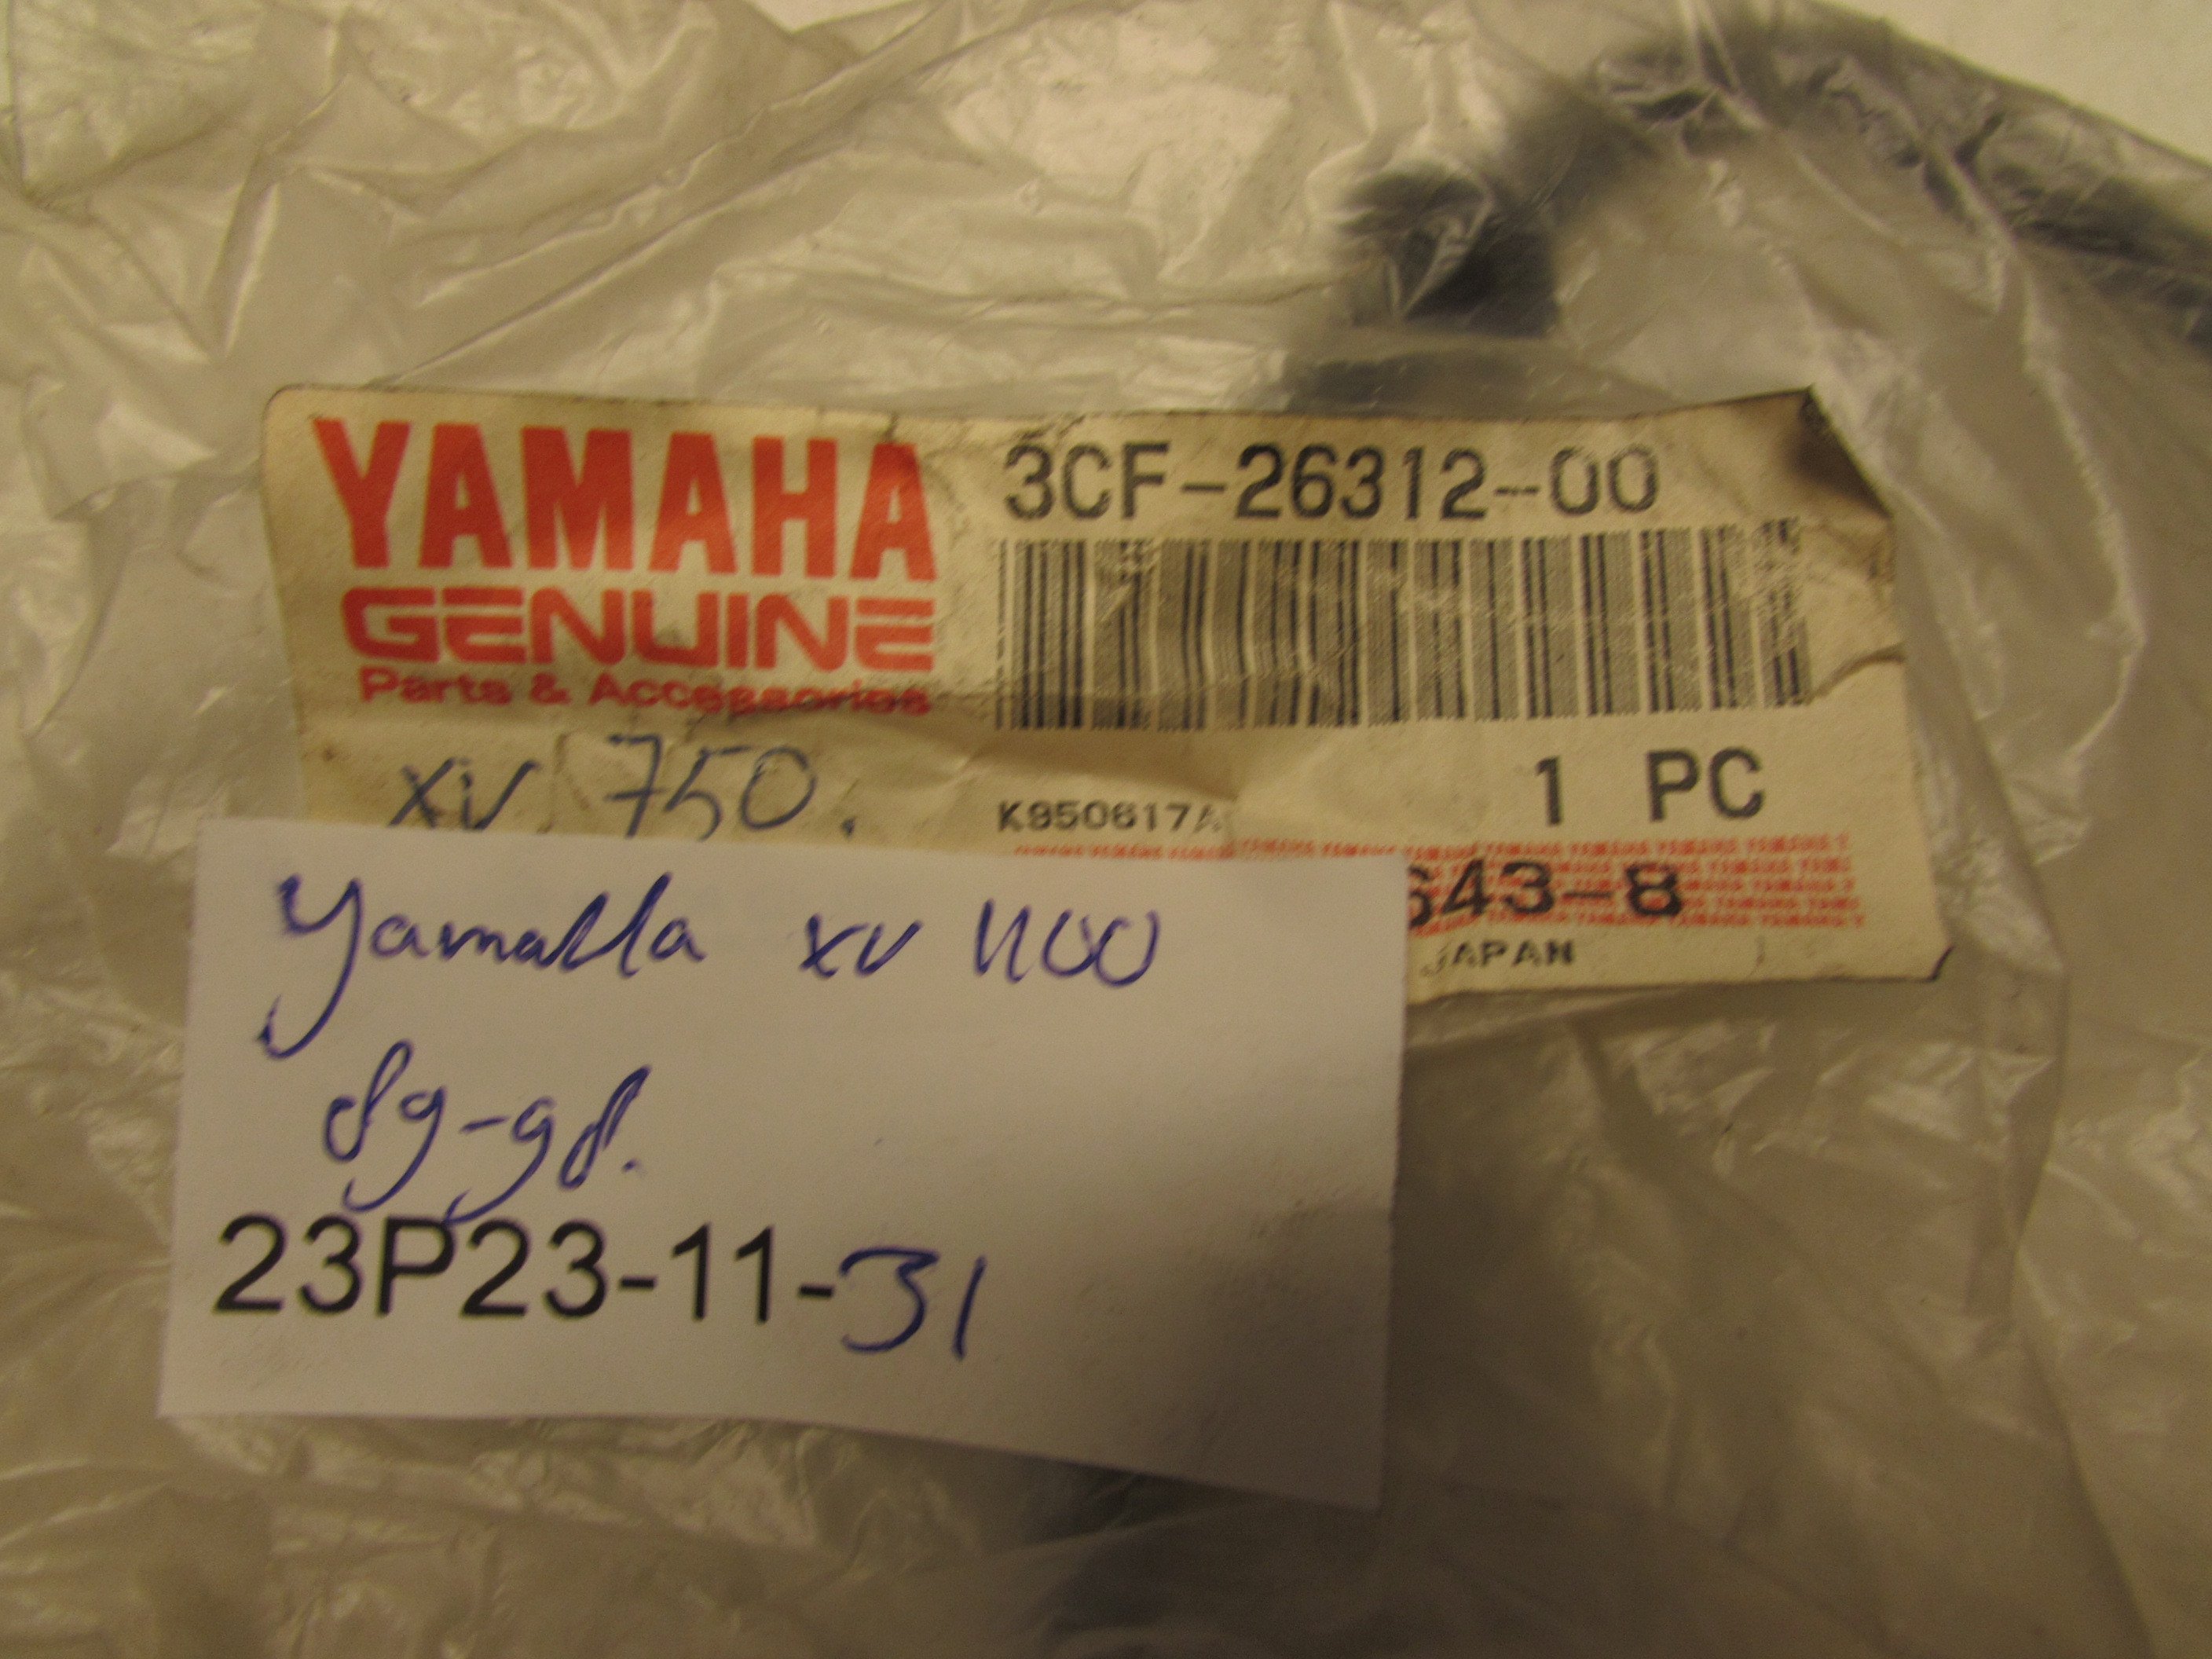 YAMAHA
GENUINE
Parts & Accessories
3CF-26312-00
1 PC
K950617A
xv 750.
643-8
JAPAN
Yamaha xv 1100
89-98.
23P23-11-31